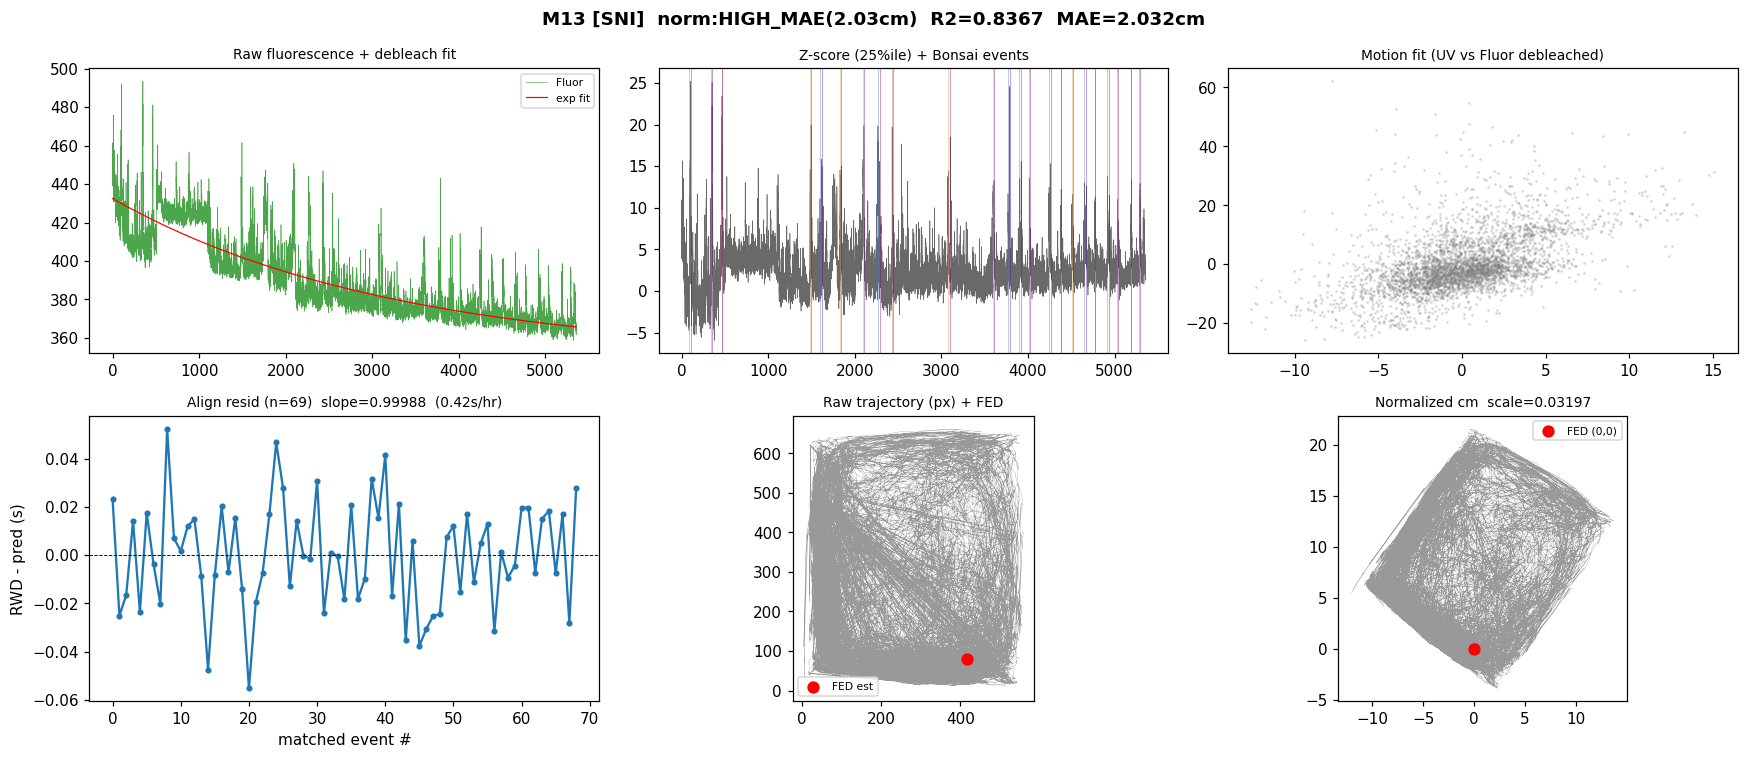 M13 [SNI]  norm:HIGH_MAE(2.03cm)  R2=0.8367  MAE=2.032cm
Raw fluorescence + debleach fit
500
480
460
440
420
400
380
360
0 1000 2000 3000 4000 5000
Fluor
exp fit
Z-score (25%ile) + Bonsai events
25
20
15
10
5
0
−5
0 1000 2000 3000 4000 5000
Motion fit (UV vs Fluor debleached)
60
40
20
0
−20
−10 −5 0 5 10 15
Align resid (n=69)  slope=0.99988  (0.42s/hr)
RWD - pred (s)
0.04
0.02
0.00
−0.02
−0.04
−0.06
0 10 20 30 40 50 60 70
matched event #
Raw trajectory (px) + FED
600
500
400
300
200
100
0
0 200 400
FED est
Normalized cm  scale=0.03197
20
15
10
5
0
−5
−10 −5 0 5 10
FED (0,0)